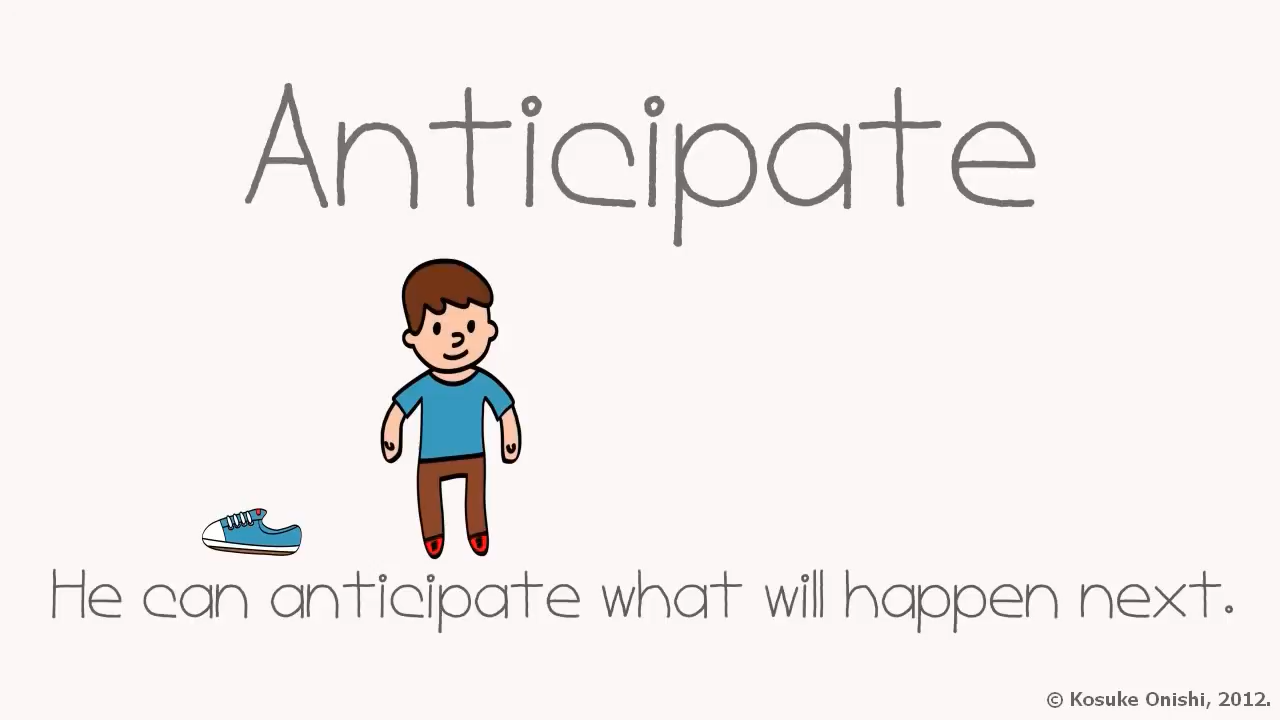 Anticipate
He can anticipate what will happen next.
© Kosuke Onishi, 2012.